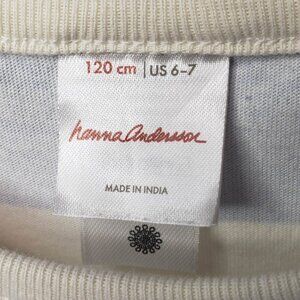 120 cm | US 6-7
hanna andersson
MADE IN INDIA